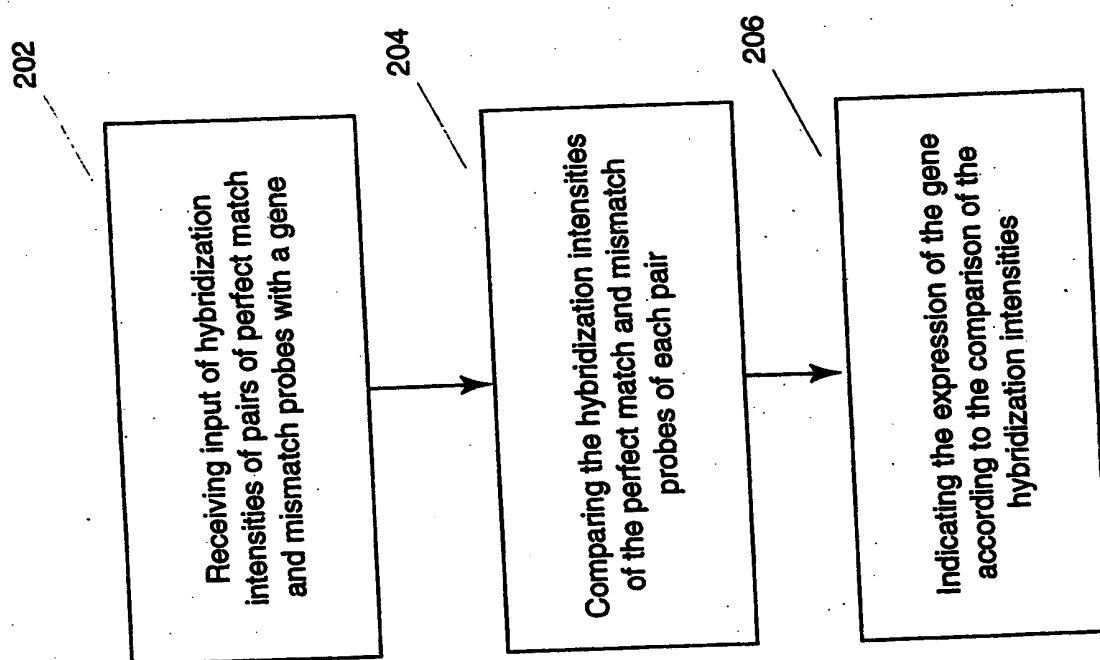 202
Receiving input of hybridization
intensities of pairs of perfect match
and mismatch probes with a gene
204
Comparing the hybridization intensities
of the perfect match and mismatch
probes of each pair
206
Indicating the expression of the gene
according to the comparison of the
hybridization intensities